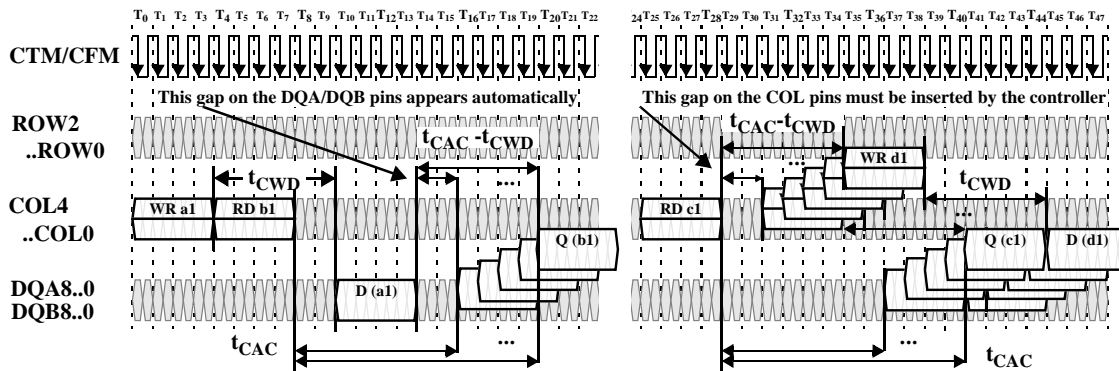 T0 T1 T2 T3 T4 T5 T6 T7 T8 T9 T10 T11 T12 T13 T14 T15 T16 T17 T18 T19 T20 T21 T22
24 T25 T26 T27 T28 T29 T30 T31 T32 T33 T34 T35 T36 T37 T38 T39 T40 T41 T42 T43 T44 T45 T46 T47
CTM/CFM
This gap on the DQA/DQB pins appears automatically
This gap on the COL pins must be inserted by the controller
ROW2
..ROW0
tCAC -tCWD
tCAC-tCWD
...
WR d1
tCWD
...
tCWD
COL4
..COL0
WR a1
RD b1
RD c1
...
Q (b1)
Q (c1)
D (d1)
DQA8..0
DQB8..0
D (a1)
tCAC
...
...
tCAC